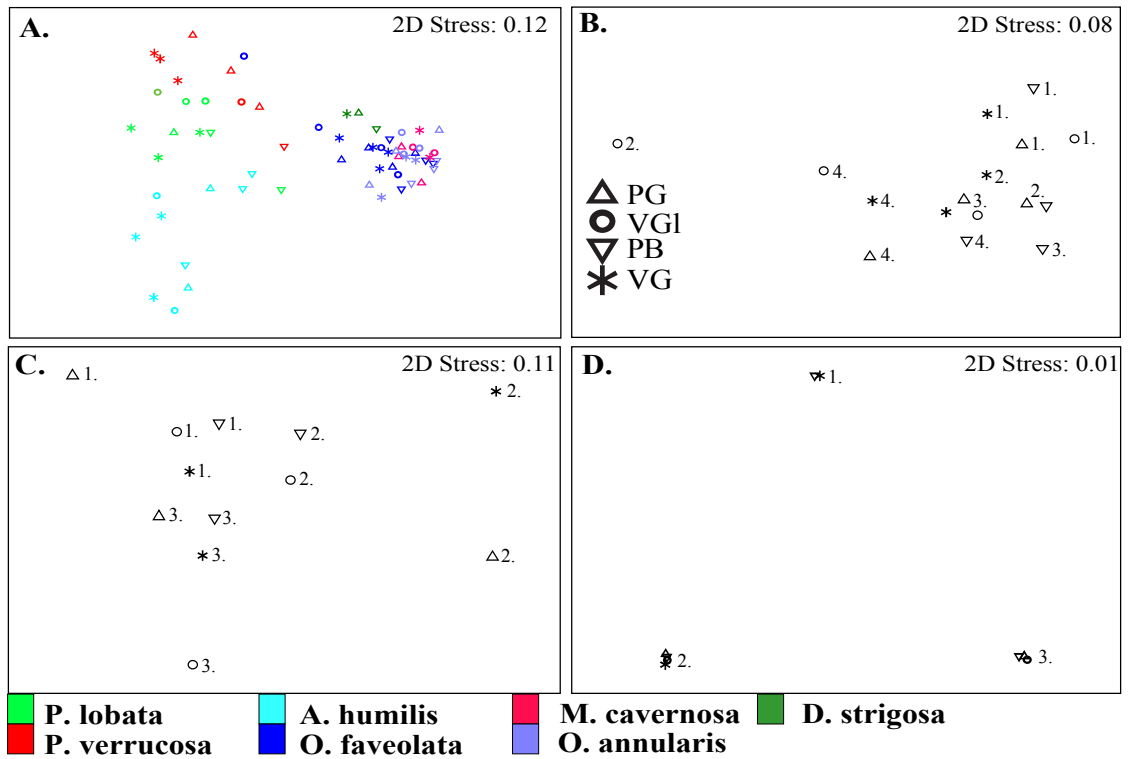 A. 2D Stress: 0.12
B. 2D Stress: 0.08
1.
1.
1.
1.
2.
4.
2.
4.
3.
2.
4.
4.
3.
PG
VGl
PB
VG
C. 2D Stress: 0.11
1.
2.
1.
1.
2.
1.
2.
3.
3.
3.
2.
3.
D. 2D Stress: 0.01
1.
2.
3.
P. lobata A. humilis M. cavernosa D. strigosa
P. verrucosa O. faveolata O. annularis